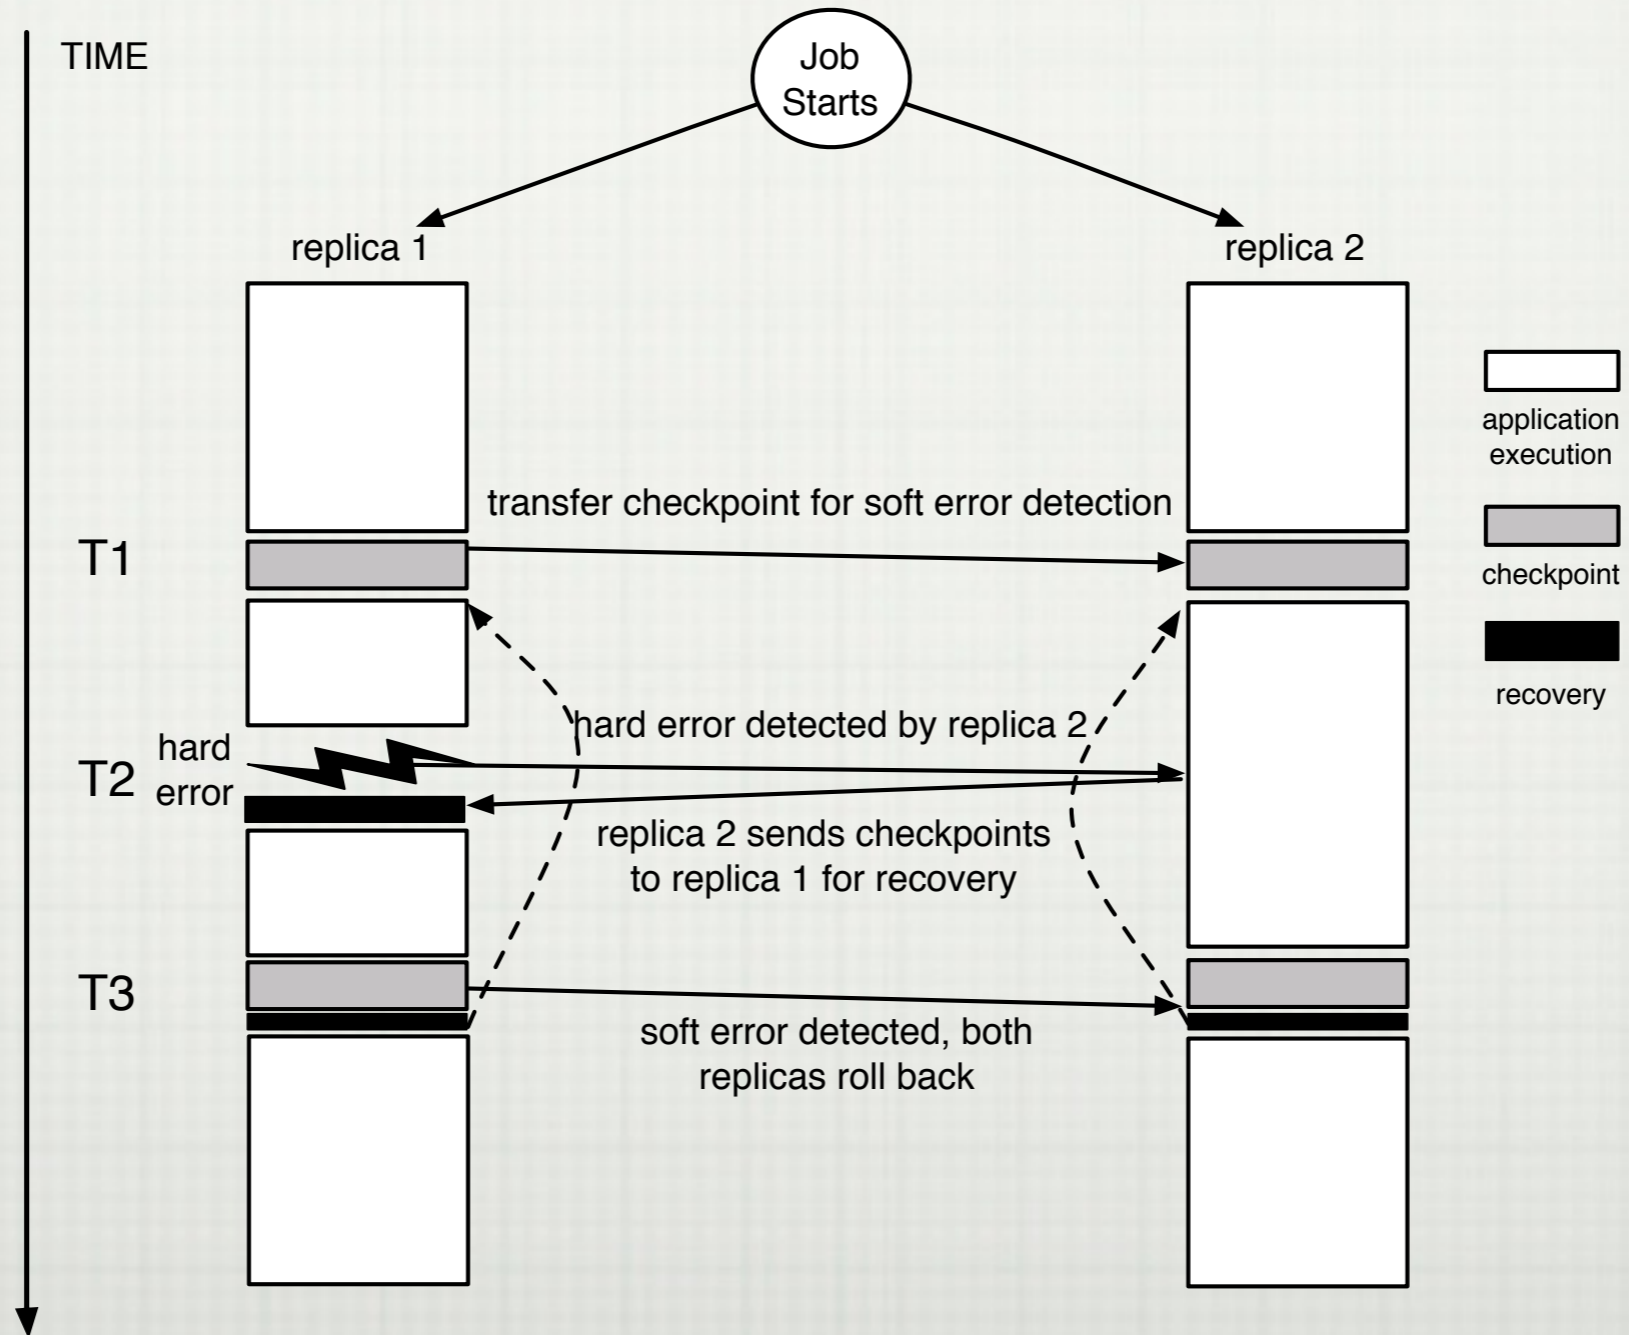 TIME
Job
Starts
replica 1
replica 2
application
execution
transfer checkpoint for soft error detection
T1
checkpoint
recovery
hard error detected by replica 2
hard
error
T2
replica 2 sends checkpoints
to replica 1 for recovery
T3
soft error detected, both
replicas roll back